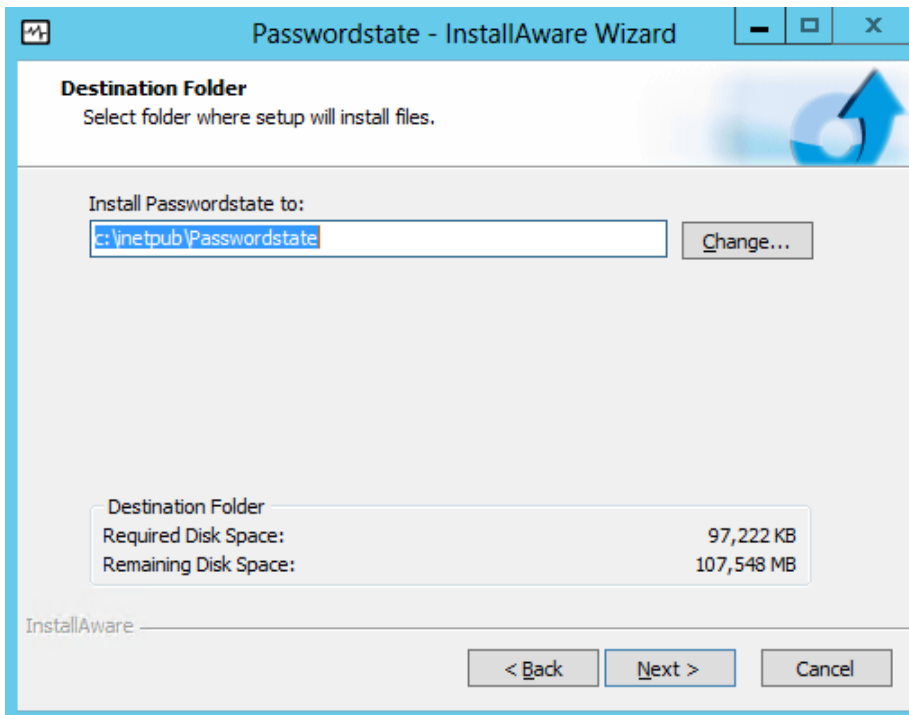 Passwordstate - InstallAware Wizard
Destination Folder
Select folder where setup will install files.
Install Passwordstate to:
c:\inetpub\Passwordstate
Change...
Destination Folder
Required Disk Space: 97,222 KB
Remaining Disk Space: 107,548 MB
InstallAware
< Back Next > Cancel